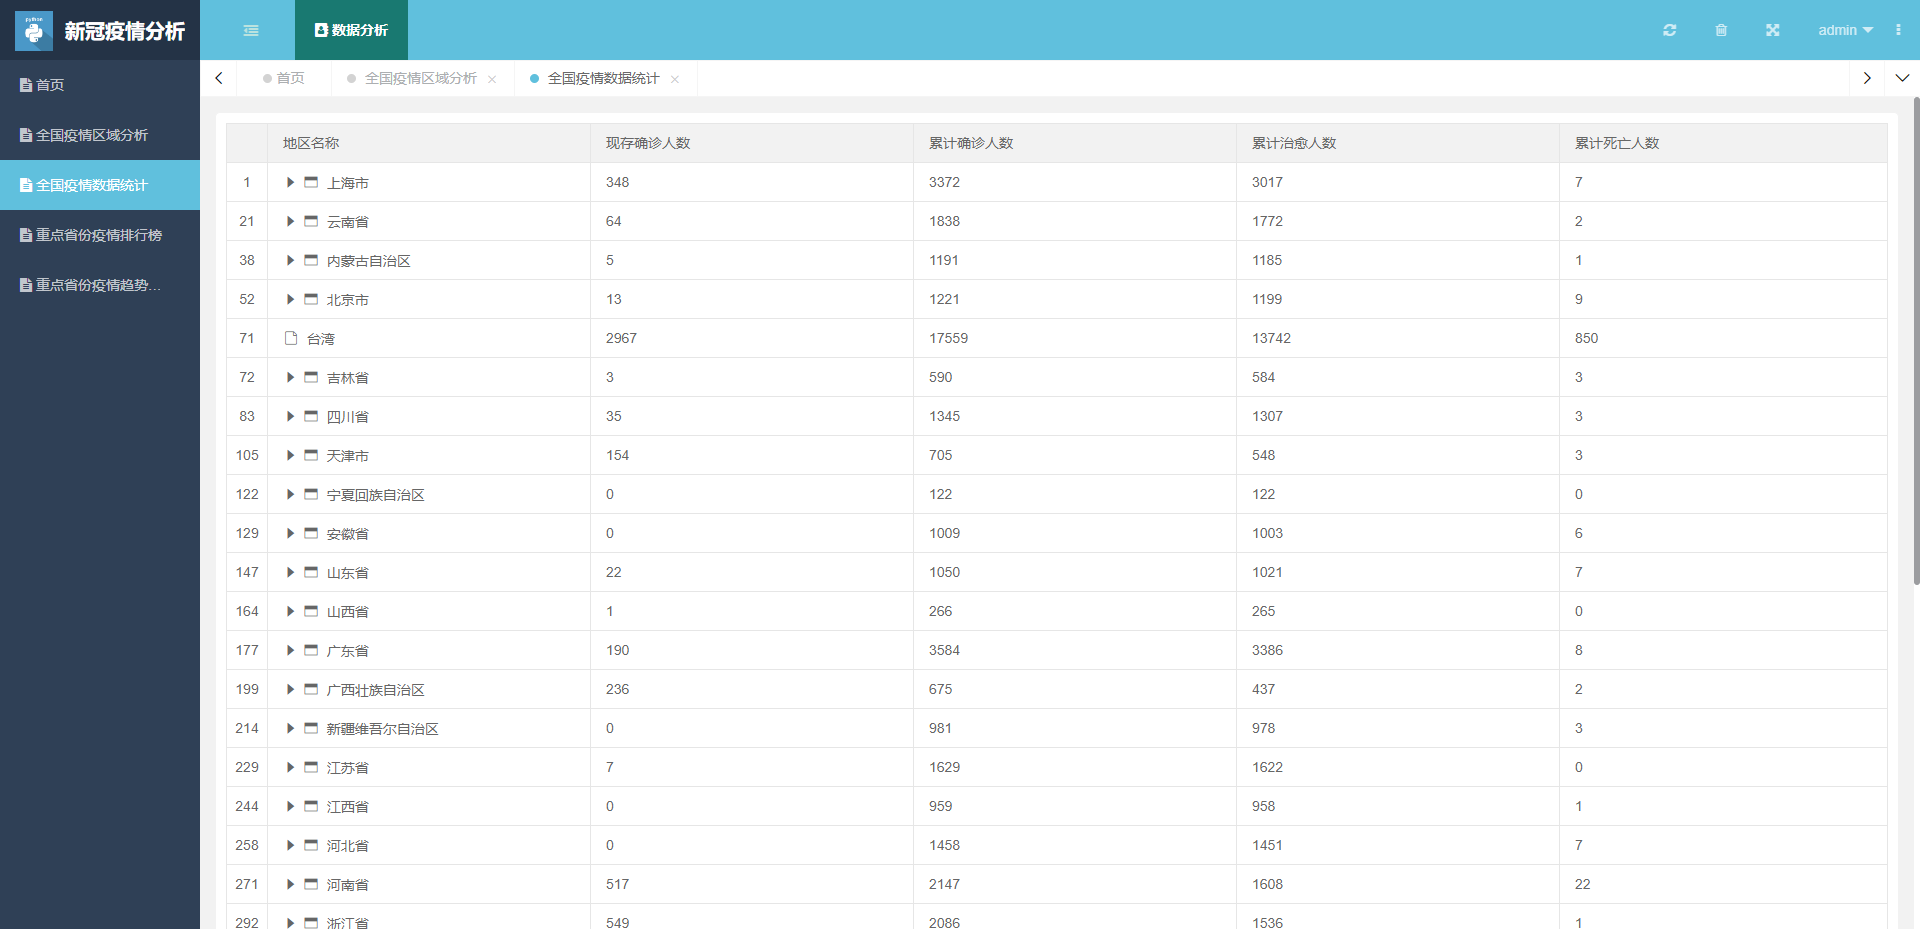 python
新冠疫情分析
数据分析
admin
首页
全国疫情区域分析
全国疫情数据统计
重点省份疫情排行榜
重点省份疫情趋势...
首页 全国疫情区域分析 全国疫情数据统计
地区名称 现存确诊人数 累计确诊人数 累计治愈人数 累计死亡人数
1 上海市 348 3372 3017 7
21 云南省 64 1838 1772 2
38 内蒙古自治区 5 1191 1185 1
52 北京市 13 1221 1199 9
71 台湾 2967 17559 13742 850
72 吉林省 3 590 584 3
83 四川省 35 1345 1307 3
105 天津市 154 705 548 3
122 宁夏回族自治区 0 122 122 0
129 安徽省 0 1009 1003 6
147 山东省 22 1050 1021 7
164 山西省 1 266 265 0
177 广东省 190 3584 3386 8
199 广西壮族自治区 236 675 437 2
214 新疆维吾尔自治区 0 981 978 3
229 江苏省 7 1629 1622 0
244 江西省 0 959 958 1
258 河北省 0 1458 1451 7
271 河南省 517 2147 1608 22
292 浙江省 549 2086 1536 1